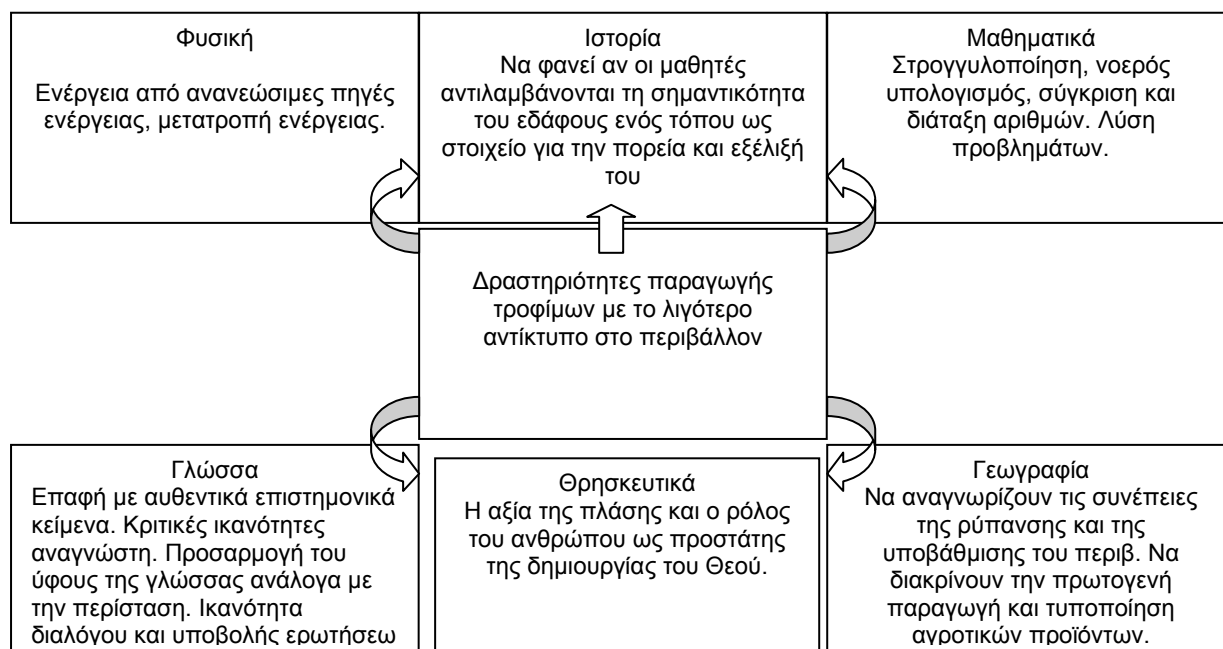 Φυσική
Ενέργεια από ανανεώσιμες πηγές
ενέργειας, μετατροπή ενέργειας.
Ιστορία
Να φανεί αν οι μαθητές
αντιλαμβάνονται τη σημαντικότητα
του εδάφους ενός τόπου ως
στοιχείο για την πορεία και εξέλιξή
του
Μαθηματικά
Στρογγυλοποίηση, νοερός
υπολογισμός, σύγκριση και
διάταξη αριθμών. Λύση
προβλημάτων.
Δραστηριότητες παραγωγής
τροφίμων με το λιγότερο
αντίκτυπο στο περιβάλλον
Γλώσσα
Επαφή με αυθεντικά επιστημονικά
κείμενα. Κριτικές ικανότητες
αναγνώστη. Προσαρμογή του
ύφους της γλώσσας ανάλογα με
την περίσταση. Ικανότητα
διαλόγου και υποβολής ερωτήσεω
Θρησκευτικά
Η αξία της πλάσης και ο ρόλος
του ανθρώπου ως προστάτης
της δημιουργίας του Θεού.
Γεωγραφία
Να αναγνωρίζουν τις συνέπειες
της ρύπανσης και της
υποβάθμισης του περιβ. Να
διακρίνουν την πρωτογενή
παραγωγή και τυποποίηση
αγροτικών προϊόντων.